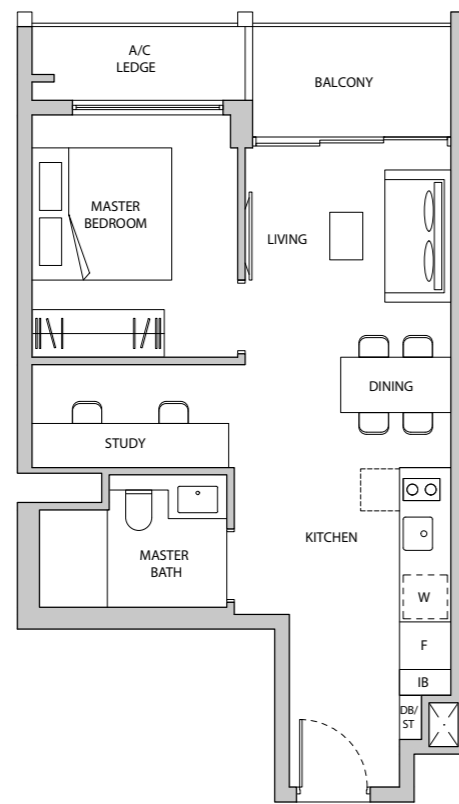 A/C
LEDGE
BALCONY
MASTER
BEDROOM
LIVING
DINING
STUDY
KITCHEN
MASTER
BATH
W
F
IB
DB/
ST